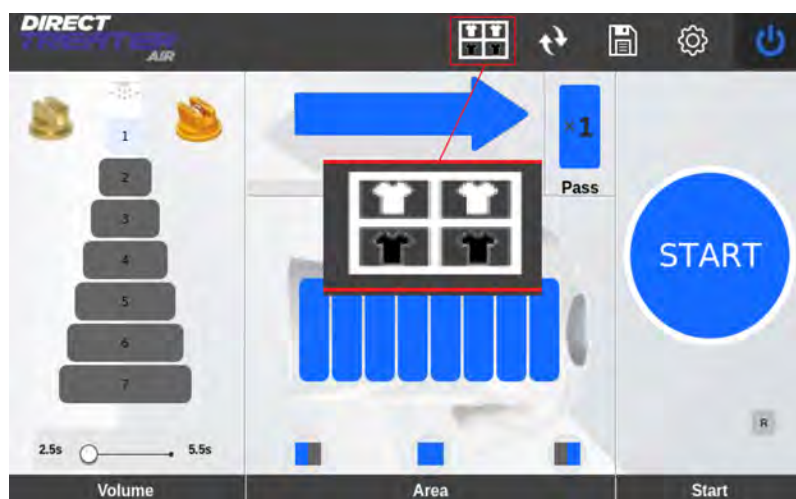 DIRECT
TREATER
AIR
1
2
3
4
5
6
7
2.5s
5.5s
Volume
×1
Pass
Area
START
R
Start